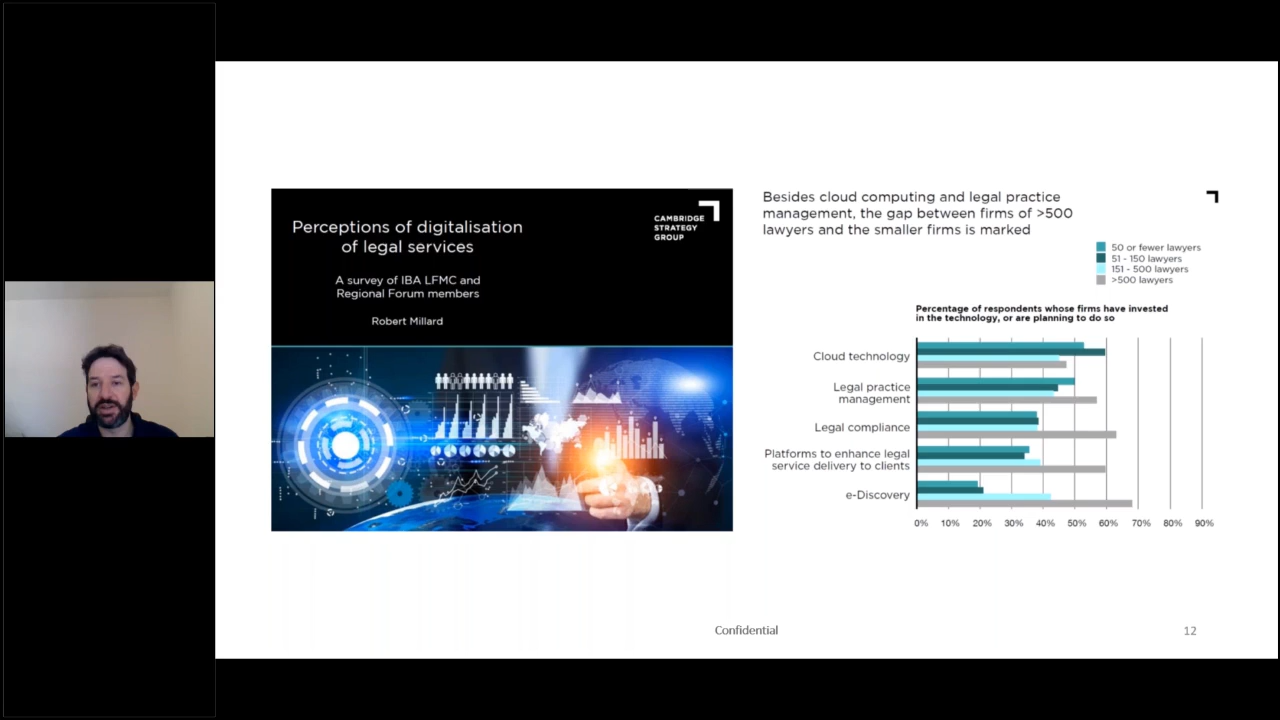 Perceptions of digitalisation
of legal services
A survey of IBA LFMC and
Regional Forum members
Robert Millard
CAMBRIDGE
STRATEGY
GROUP
Besides cloud computing and legal practice
management, the gap between firms of >500
lawyers and the smaller firms is marked
50 or fewer lawyers
51 - 150 lawyers
151 - 500 lawyers
>500 lawyers
Percentage of respondents whose firms have invested
in the technology, or are planning to do so
Cloud technology
Legal practice
management
Legal compliance
Platforms to enhance legal
service delivery to clients
e-Discovery
0% 10% 20% 30% 40% 50% 60% 70% 80% 90%
Confidential
12